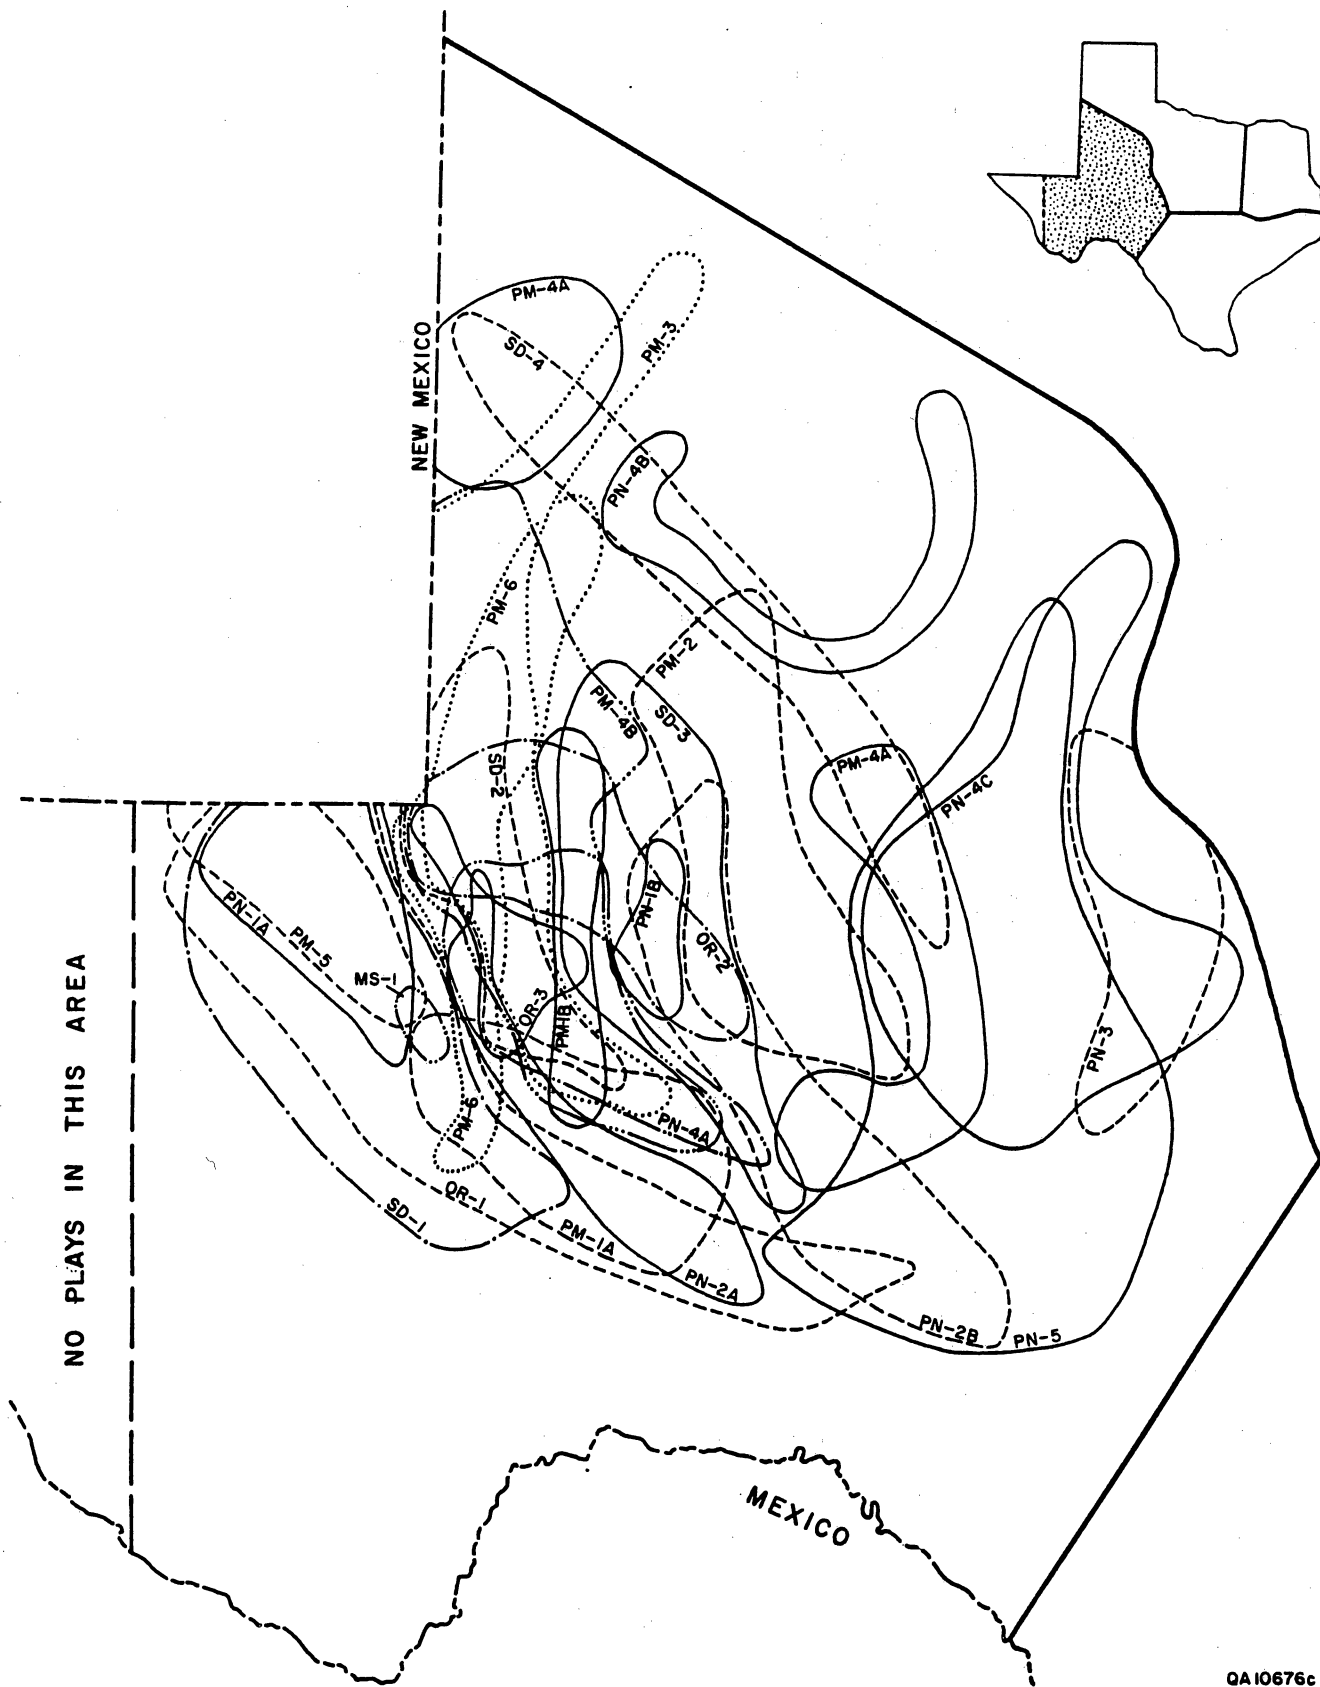 PM-4A
PM-3
SD-4
NEW MEXICO
PN-4B
PM-6
PM-2
PM-4B
SD-3
SD-2
PM-4A
PN-4C
PN-1B
PN-1A
PM-5
OR-2
MS-1
OR-3
PM-1B
PN-3
PM-6
PN-4A
NO PLAYS IN THIS AREA
OR-1
SD-1
PM-1A
PN-2A
PN-2B
PN-5
MEXICO
QA10676c